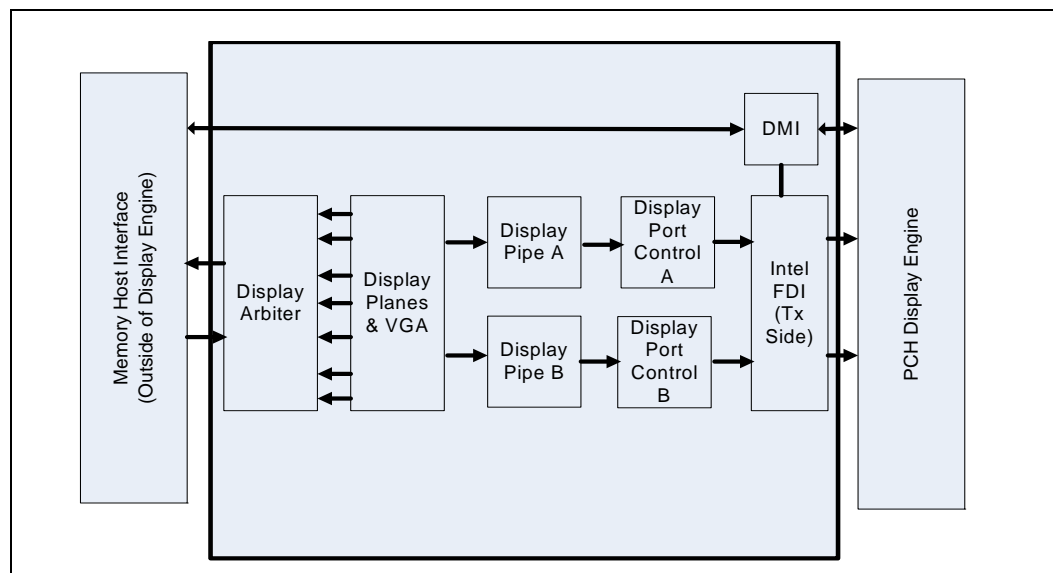 Memory Host Interface
(Outside of Display Engine)
Display
Arbiter
Display
Planes
& VGA
Display
Pipe A
Display
Port
Control
A
Display
Pipe B
Display
Port
Control
B
DMI
Intel
FDI
(Tx
Side)
PCH Display Engine